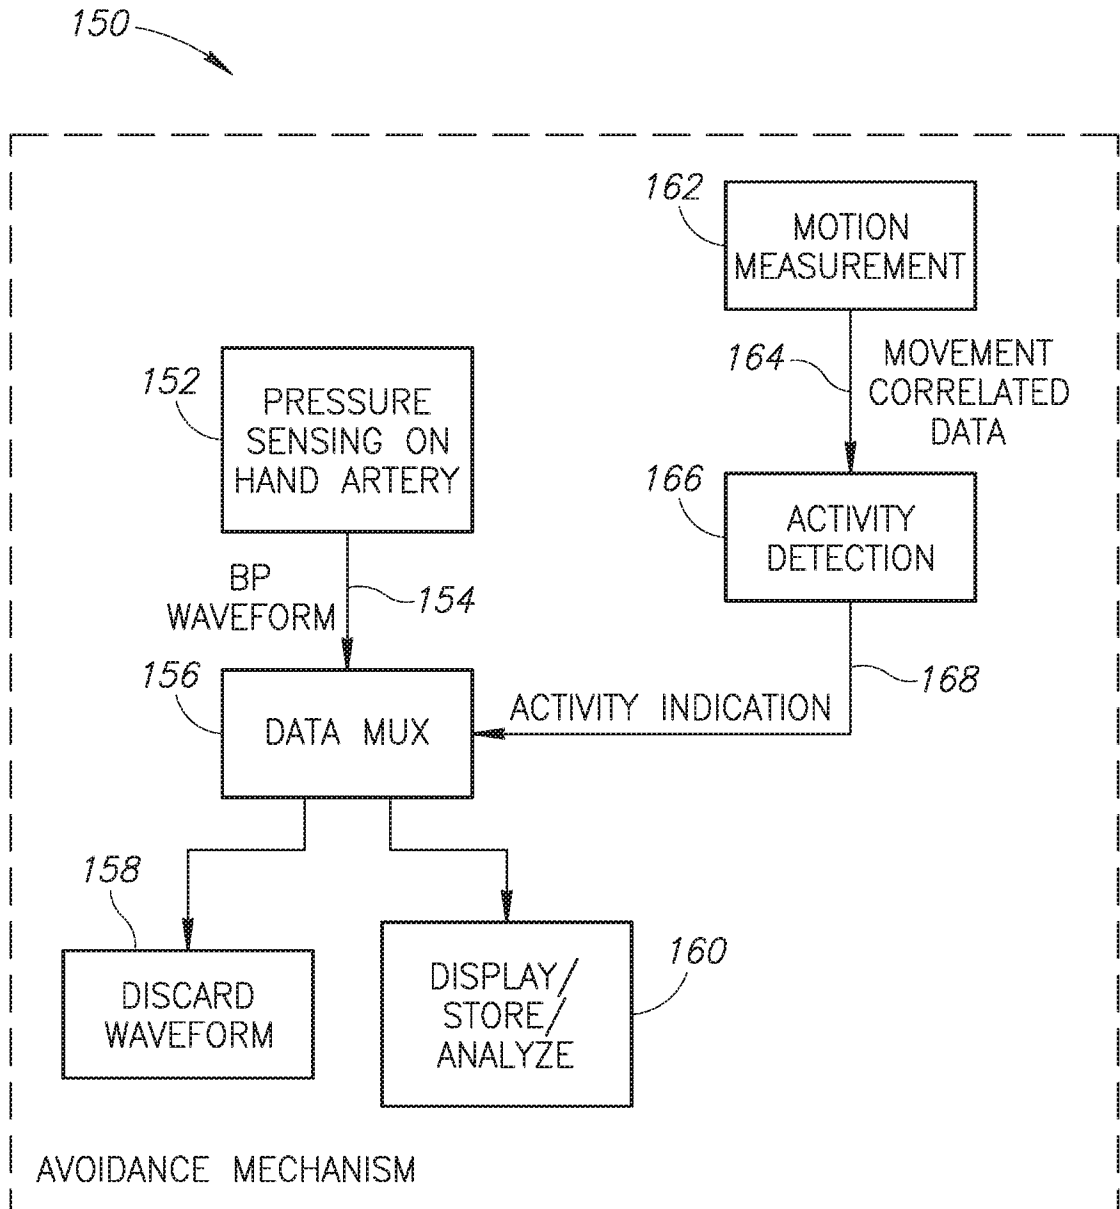 150
162
MOTION
MEASUREMENT
164
MOVEMENT
CORRELATED
DATA
152
PRESSURE
SENSING ON
HAND ARTERY
166
ACTIVITY
DETECTION
BP
WAVEFORM
154
156
DATA MUX
ACTIVITY INDICATION
168
158
DISCARD
WAVEFORM
DISPLAY/
STORE/
ANALYZE
160
AVOIDANCE MECHANISM